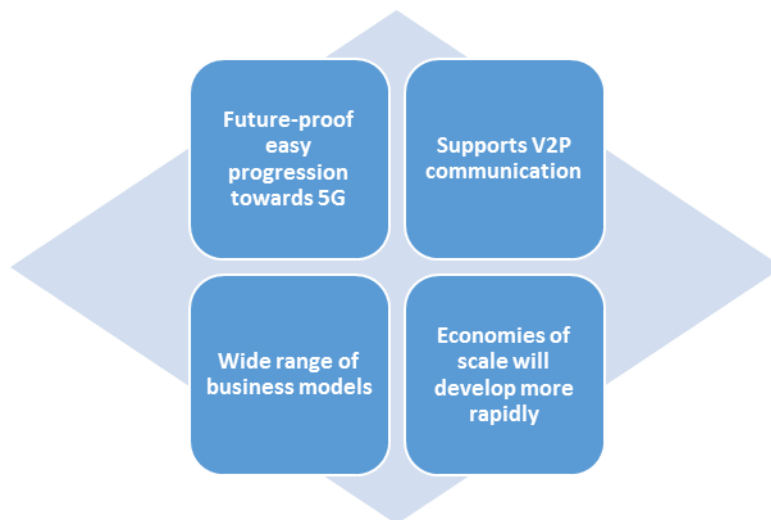 Future-proof
easy
progression
towards 5G
Supports V2P
communication
Wide range of
business models
Economies of
scale will
develop more
rapidly